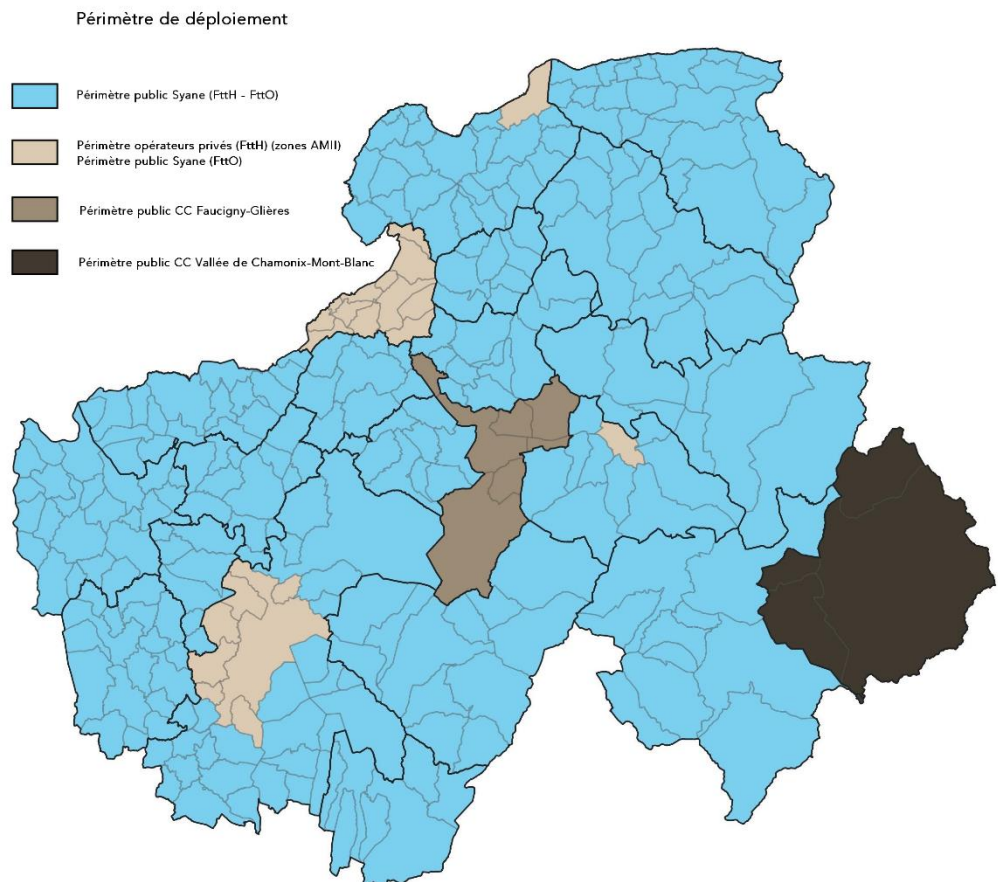 Périmètre de déploiement
Périmètre public Syane (FttH - FttO)
Périmètre opérateurs privés (FttH) (zones AMII)
Périmètre public Syane (FttO)
Périmètre public CC Faucigny-Glières
Périmètre public CC Vallée de Chamonix-Mont-Blanc